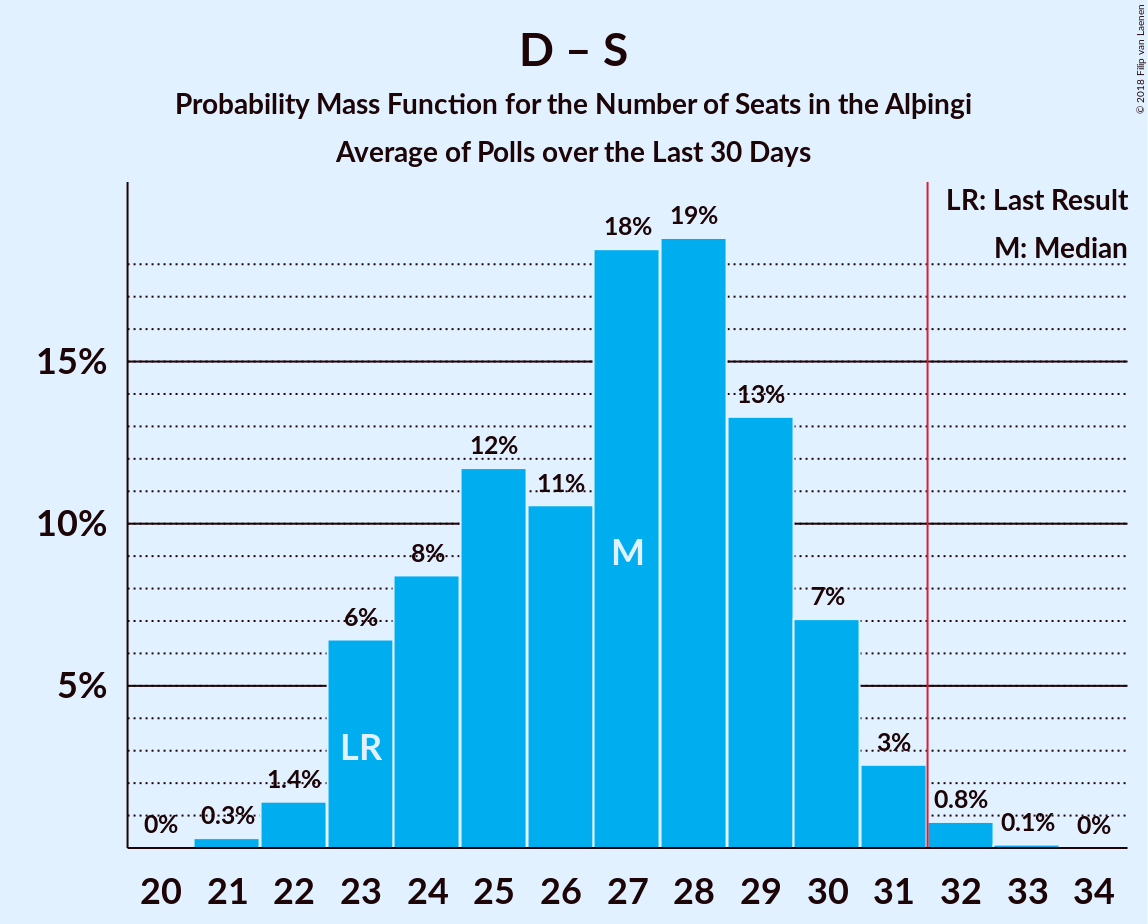 D – S
Probability Mass Function for the Number of Seats in the Alþingi
Average of Polls over the Last 30 Days
© 2018 Filip van Laenen
LR: Last Result
M: Median
15%
10%
5%
0%
0.3%
1.4%
6%
8%
12%
11%
18%
19%
13%
7%
3%
0.8%
0.1%
0%
LR
M
20 21 22 23 24 25 26 27 28 29 30 31 32 33 34